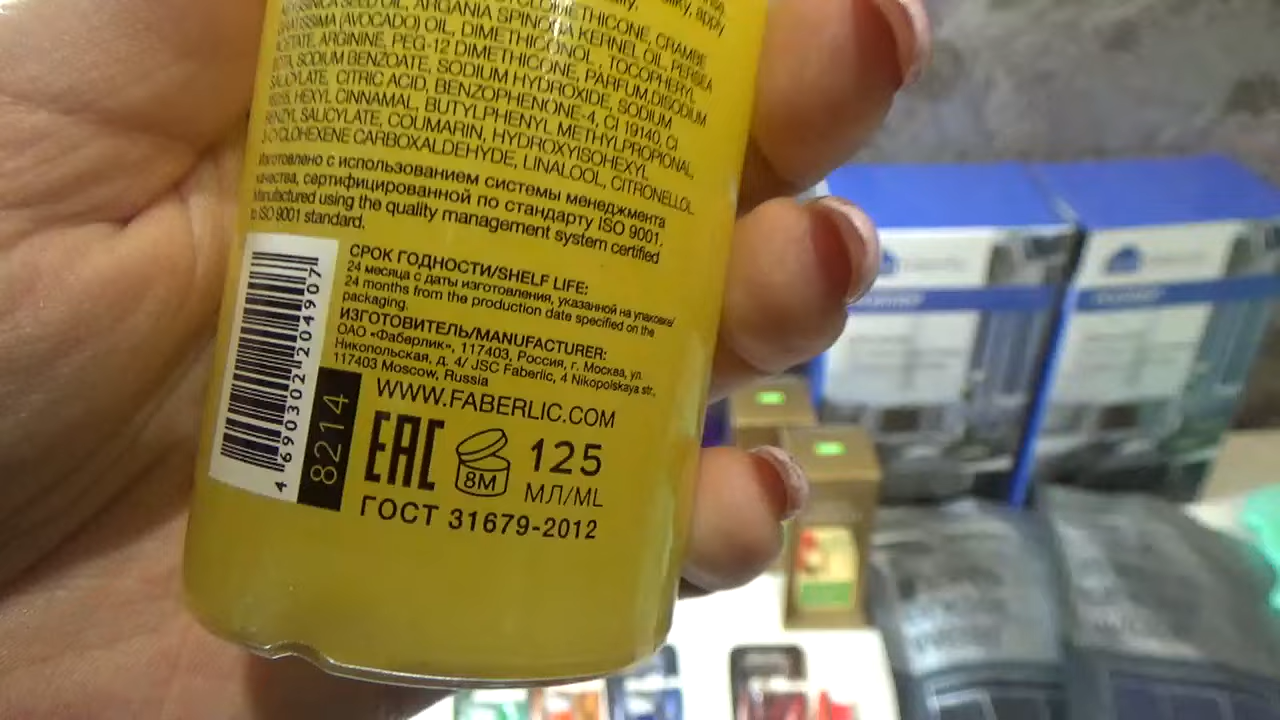 SEED OIL, ARGANIA SPINOSA KERNEL OIL, PERSEA
(AVOCADO) OIL, DIMETHICONOL, TOCOPHERYL
ACETATE, ARGININE, PEG-12 DIMETHICONE, PARFUM, DISODIUM
SODIUM BENZOATE, SODIUM HYDROXIDE, SODIUM
SALICYLATE, CITRIC ACID, BENZOPHENONE-4, CI 19140, CI
HEXYL CINNAMAL, BUTYLPHENYL METHYLPROPIONAL,
BENZYL SALICYLATE, COUMARIN, HYDROXYISOHEXYL
3-CYCLOHEXENE CARBOXALDEHYDE, LINALOOL, CITRONELLOL
Изготовлено с использованием системы менеджмента
качества, сертифицированной по стандарту ISO 9001.
Manufactured using the quality management system certified
to ISO 9001 standard.
СРОК ГОДНОСТИ/SHELF LIFE:
24 месяца с даты изготовления, указанной на упаковке/
24 months from the production date specified on the
packaging.
ИЗГОТОВИТЕЛЬ/MANUFACTURER:
ОАО «Фаберлик», 117403, Россия, г. Москва, ул.
Никопольская, д. 4/ JSC Faberlic, 4 Nikopolskaya str.,
117403 Moscow, Russia
WWW.FABERLIC.COM
4 690302 204907
8214
EAC
8M
125
МЛ/ML
ГОСТ 31679-2012